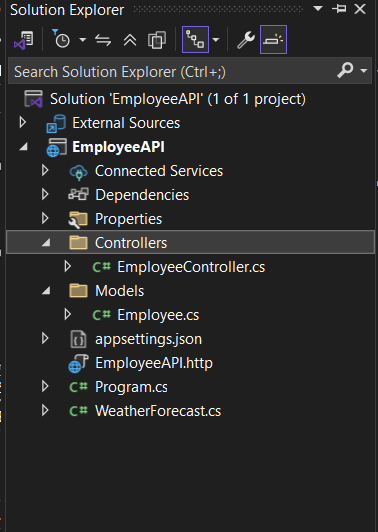 Solution Explorer
Search Solution Explorer (Ctrl+;)
Solution 'EmployeeAPI' (1 of 1 project)
External Sources
EmployeeAPI
Connected Services
Dependencies
Properties
Controllers
C# EmployeeController.cs
Models
C# Employee.cs
appsettings.json
EmployeeAPI.http
C# Program.cs
C# WeatherForecast.cs